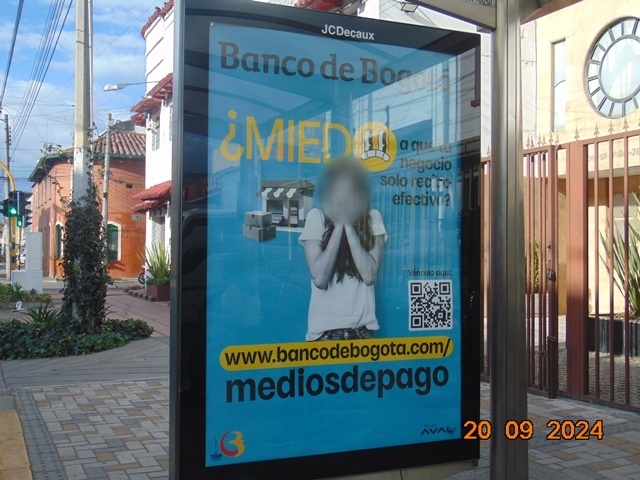 JCDecaux
Banco de Bogotá
¿MIEDO
a que tu
negocio
solo reciba
efectivo?
Véncelo aquí:
www.bancodebogota.com/
mediosdepago
AVAL
20 09 2024